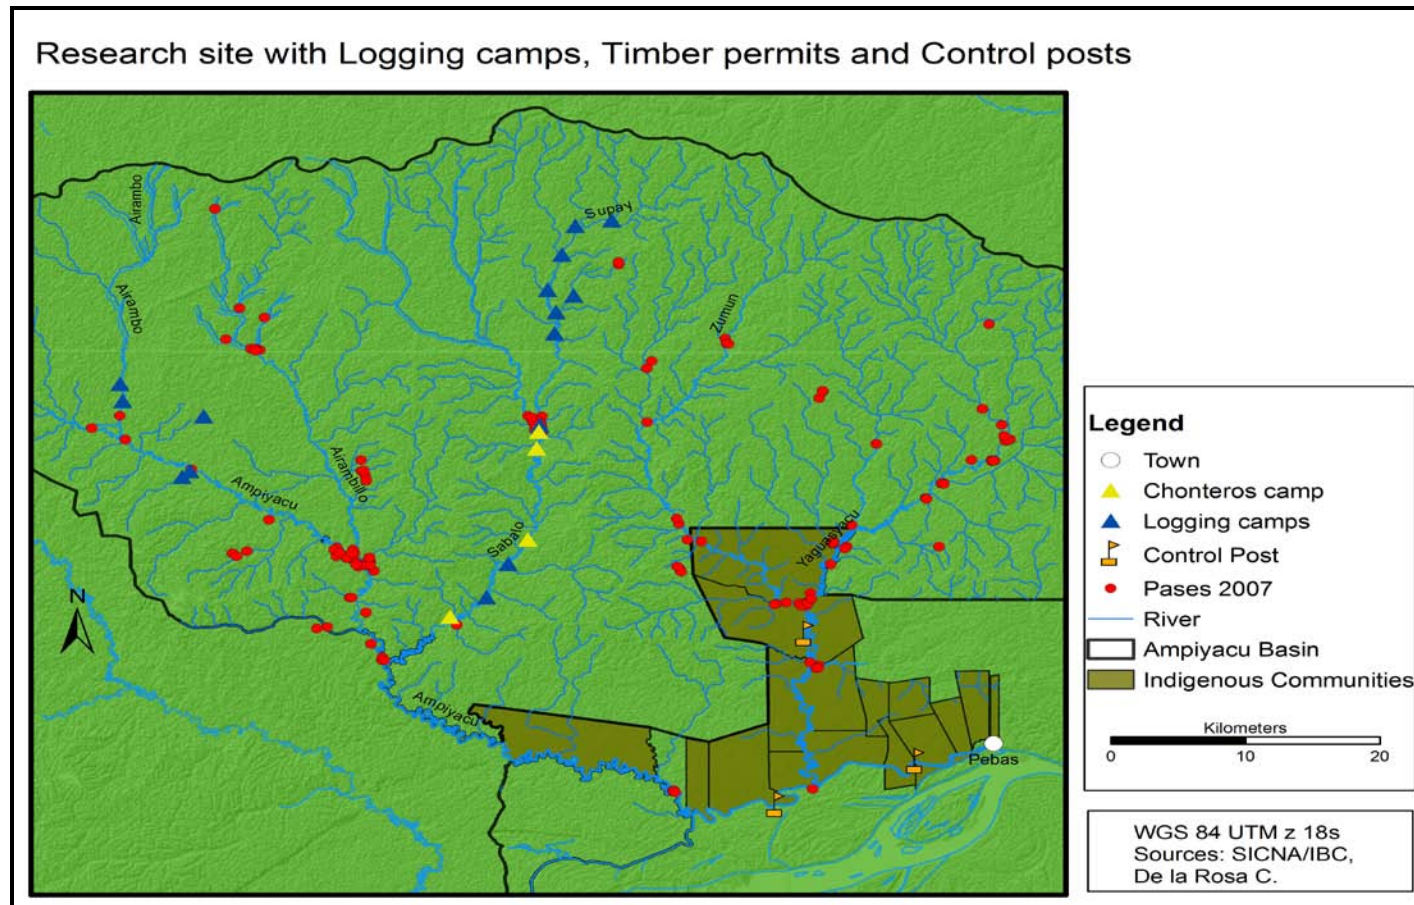 Research site with Logging camps, Timber permits and Control posts
Airambo
Supay
Airambo
Zumun
Airambillo
Ampiyacu
Sabalo
Yaguasyacu
N
Ampiyacu
Pebas
Legend
Town
Chonteros camp
Logging camps
Control Post
Pases 2007
River
Ampiyacu Basin
Indigenous Communities
Kilometers
0 10 20
WGS 84 UTM z 18s
Sources: SICNA/IBC,
De la Rosa C.